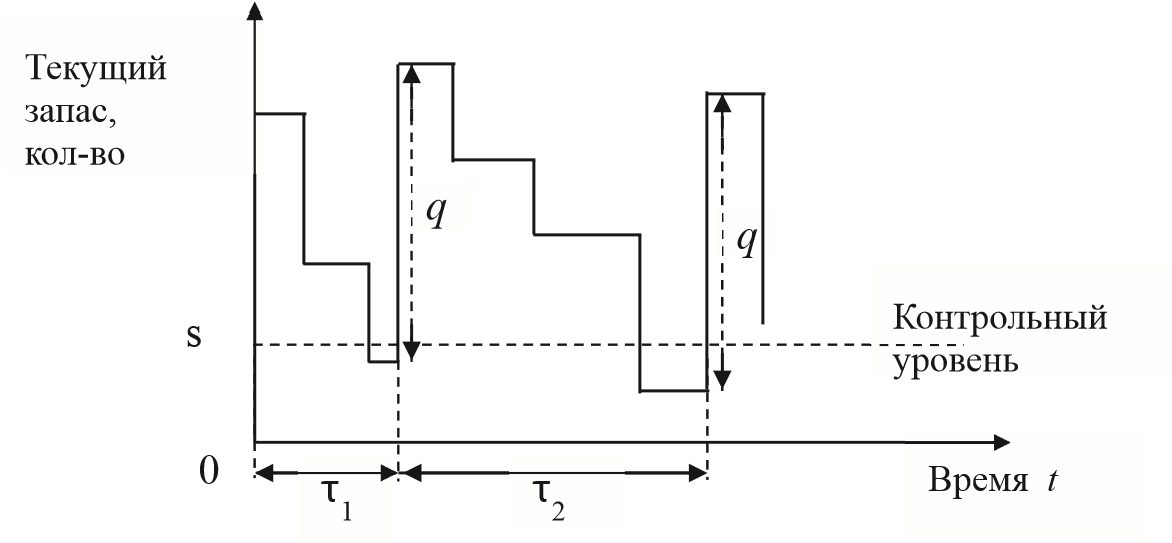 Текущий
запас,
кол-во
q
q
s
Контрольный
уровень
0
τ1
τ2
Время t